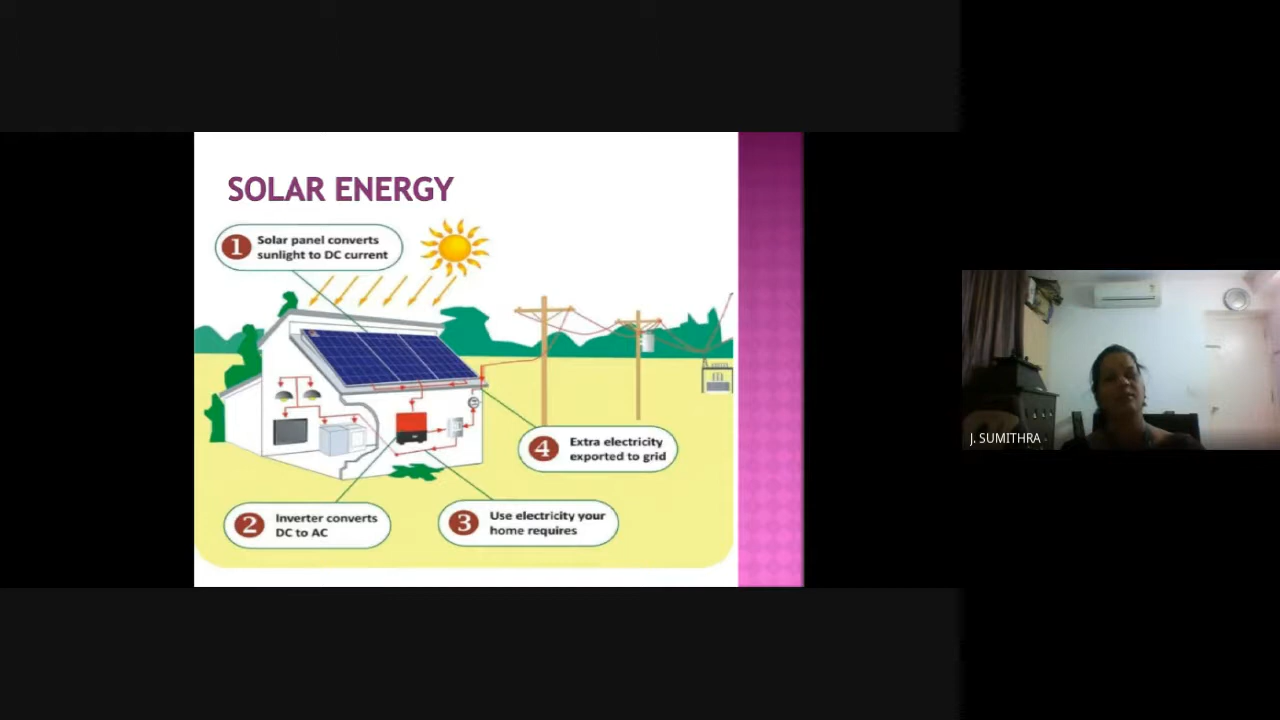 SOLAR ENERGY
1
Solar panel converts
sunlight to DC current
4
Extra electricity
exported to grid
2
Inverter converts
DC to AC
3
Use electricity your
home requires
J. SUMITHRA